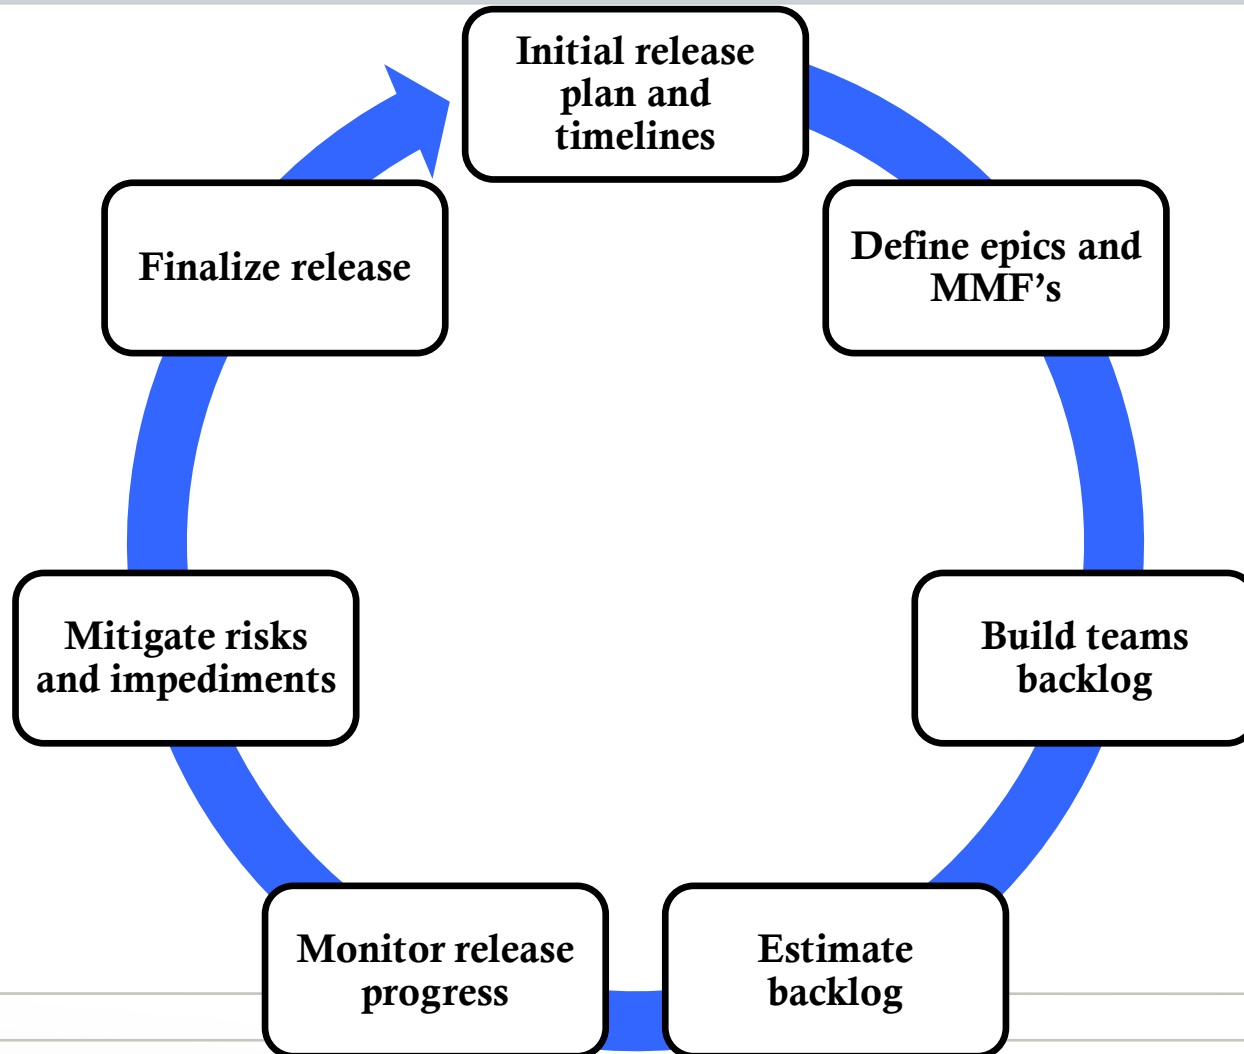 Initial release
plan and
timelines
Define epics and
MMF’s
Build teams
backlog
Estimate
backlog
Monitor release
progress
Mitigate risks
and impediments
Finalize release